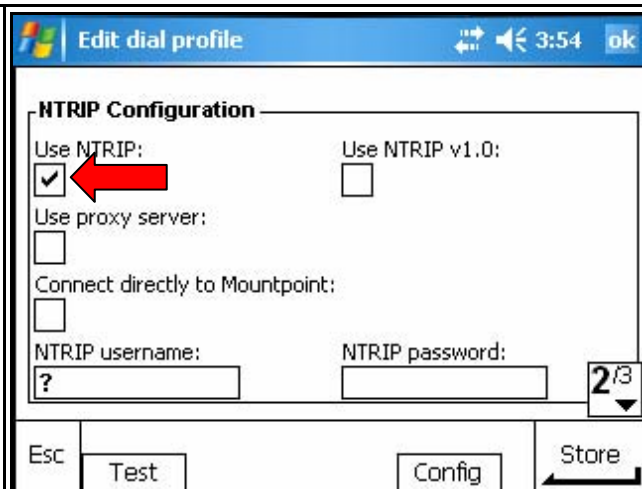 Edit dial profile 3:54 ok
NTRIP Configuration
Use NTRIP: Use NTRIP v1.0:
Use proxy server:
Connect directly to Mountpoint:
NTRIP username: NTRIP password:
?
2/3
Esc Test Config Store